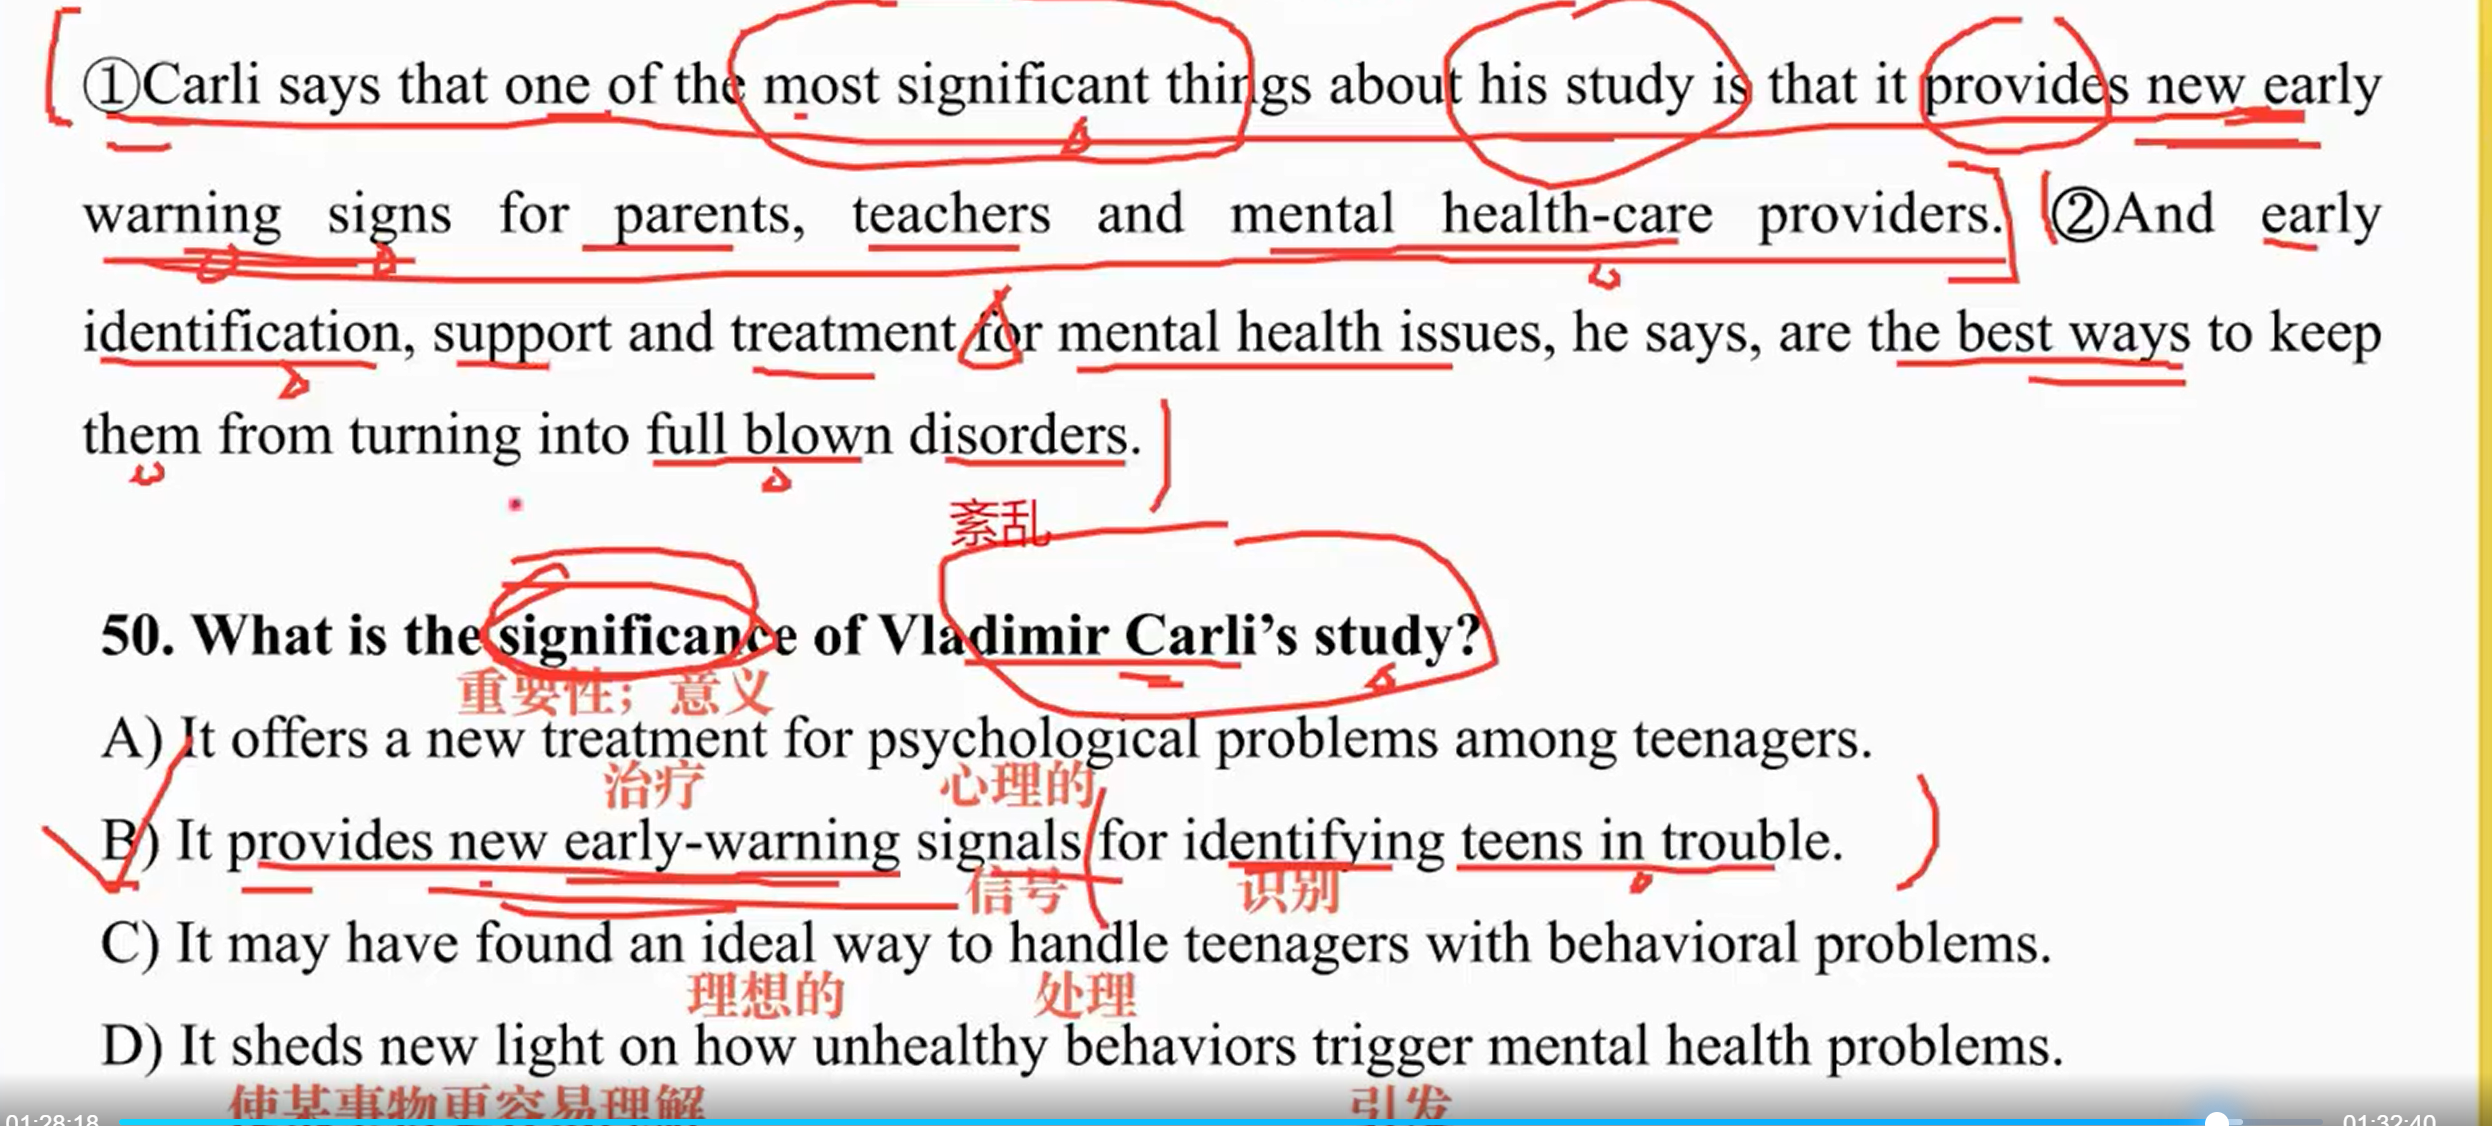 ①Carli says that one of the most significant things about his study is that it provides new early
warning signs for parents, teachers and mental health-care providers. ②And early
identification, support and treatment for mental health issues, he says, are the best ways to keep
them from turning into full blown disorders.
紊乱
50. What is the significance of Vladimir Carli’s study?
重要性；意义
A) It offers a new treatment for psychological problems among teenagers.
治疗 心理的
B) It provides new early-warning signals for identifying teens in trouble.
信号 识别
C) It may have found an ideal way to handle teenagers with behavioral problems.
理想的 处理
D) It sheds new light on how unhealthy behaviors trigger mental health problems.
使某事物更容易理解 引发
01:28:18 01:32:40